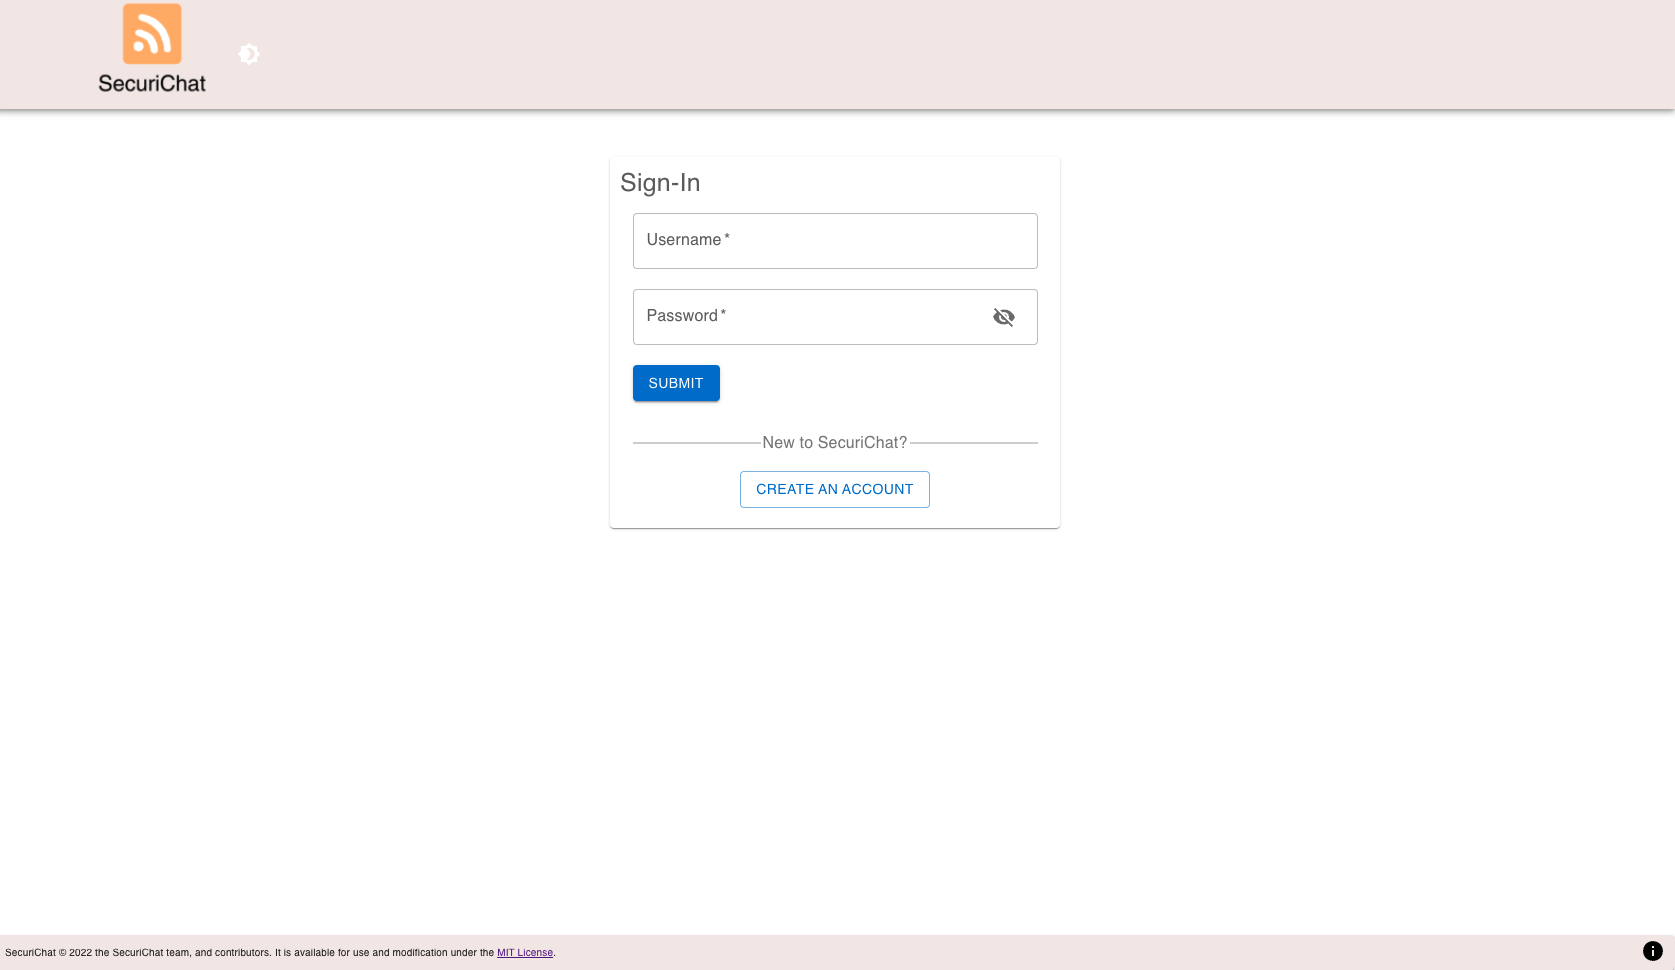 SecuriChat
Sign-In
Username *
Password *
SUBMIT
New to SecuriChat?
CREATE AN ACCOUNT
SecuriChat © 2022 the SecuriChat team, and contributors. It is available for use and modification under the MIT License.